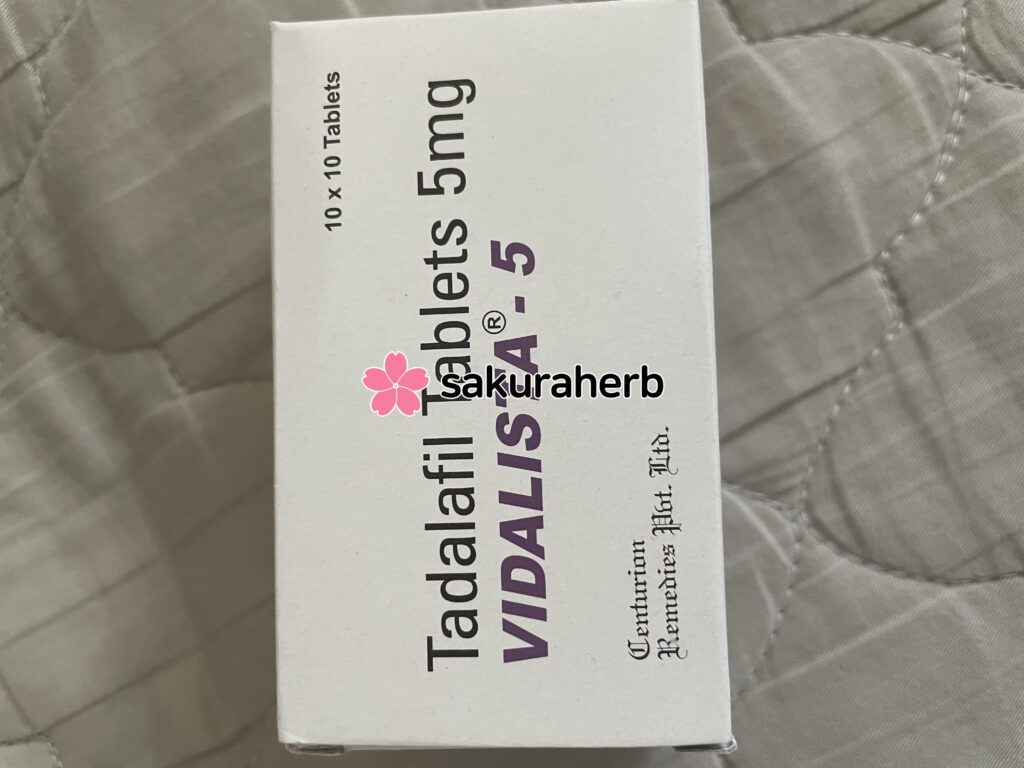 10 x 10 Tablets
Tadalafil Tablets 5mg
VIDALISTA® - 5
sakuraherb
Centurion
Remedies Pvt. Ltd.